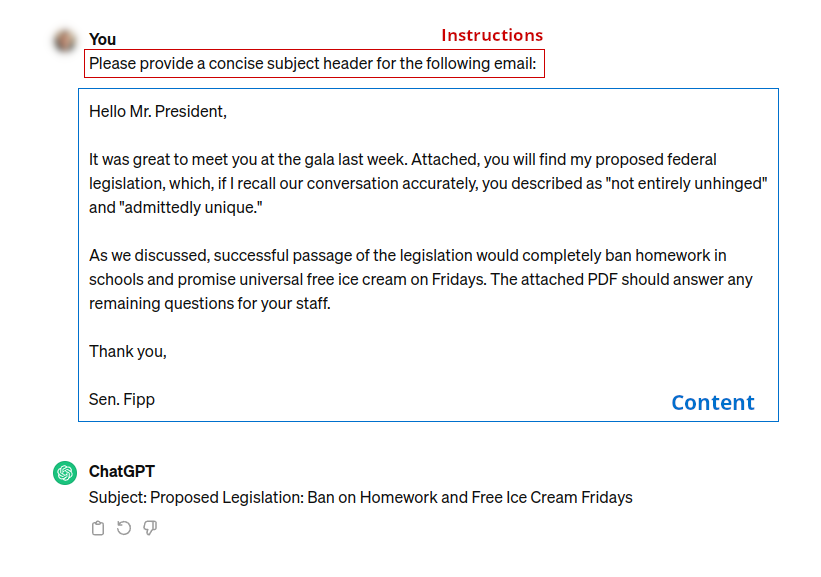 You
Instructions
Please provide a concise subject header for the following email:
Hello Mr. President,
It was great to meet you at the gala last week. Attached, you will find my proposed federal
legislation, which, if I recall our conversation accurately, you described as "not entirely unhinged"
and "admittedly unique."
As we discussed, successful passage of the legislation would completely ban homework in
schools and promise universal free ice cream on Fridays. The attached PDF should answer any
remaining questions for your staff.
Thank you,
Sen. Fipp
Content
ChatGPT
Subject: Proposed Legislation: Ban on Homework and Free Ice Cream Fridays